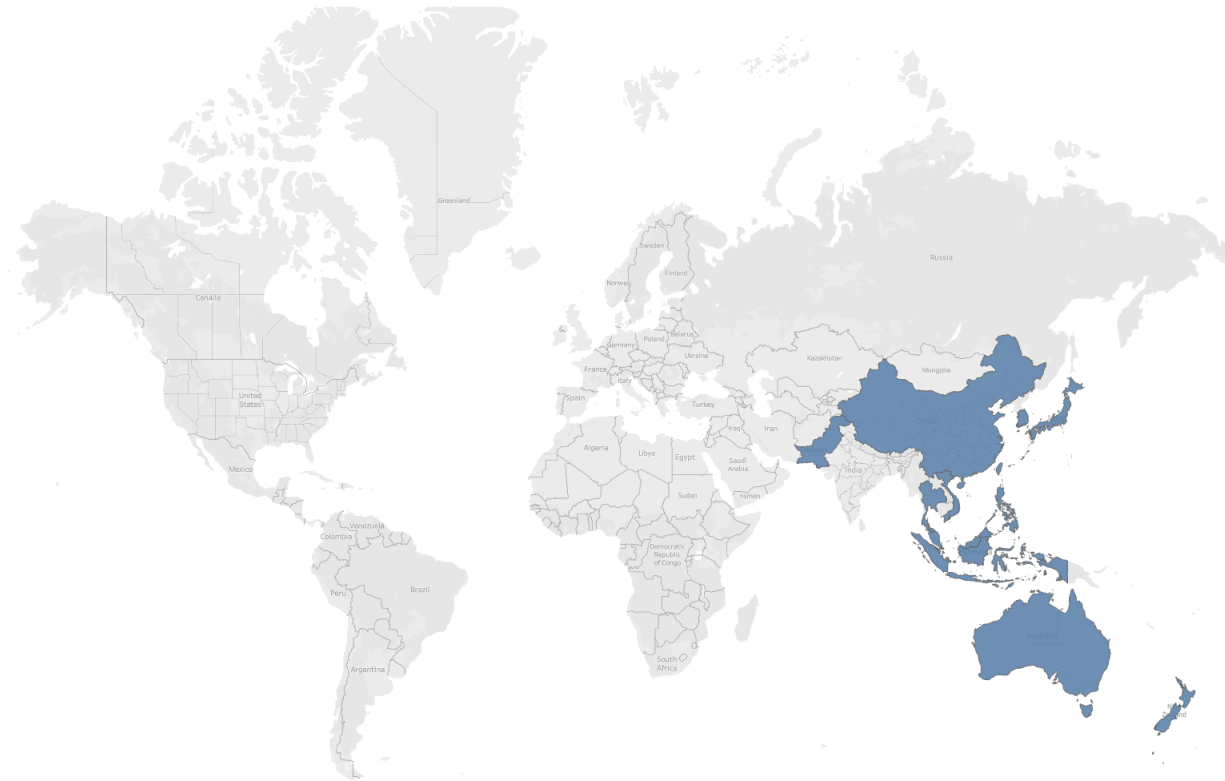 Greenland
Sweden
Finland
Norway
Russia
Canada
Poland
Belarus
Germany
Ukraine
France
Italy
Kazakhstan
Mongolia
United
States
Spain
Turkey
China
Iraq
Iran
Algeria
Libya
Egypt
Saudi
Arabia
Mexico
India
Sudan
Yemen
Venezuela
Colombia
Democratic
Republic
of Congo
Peru
Brazil
Australia
South
Africa
Argentina